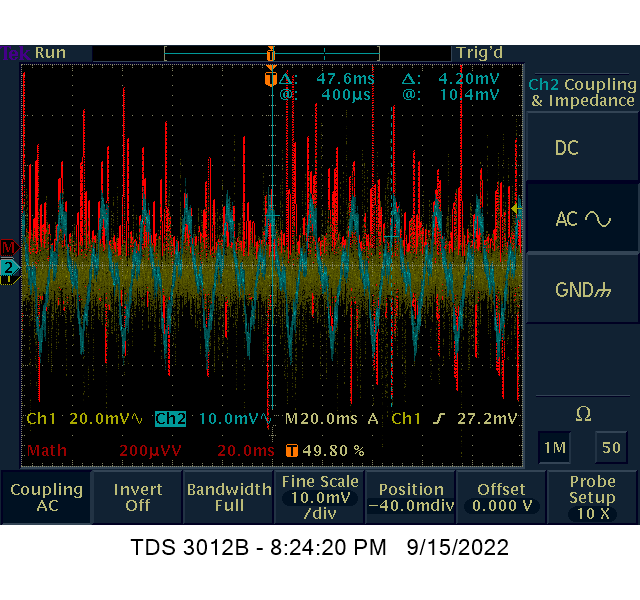 Tek Run Trig'd
T
T Δ: 47.6ms Δ: 4.20mV
@: 400µs @: 10.4mV
Ch2 Coupling
& Impedance
DC
AC
GND
M
2
1
Ch1 20.0mV∿ Ch2 10.0mV∿ M20.0ms A Ch1 ʃ 27.2mV
Math 200µVV 20.0ms T 49.80 %
Ω
1M 50
Coupling
AC
Invert
Off
Bandwidth
Full
Fine Scale
10.0mV
/div
Position
−40.0mdiv
Offset
0.000 V
Probe
Setup
10 X
TDS 3012B - 8:24:20 PM 9/15/2022